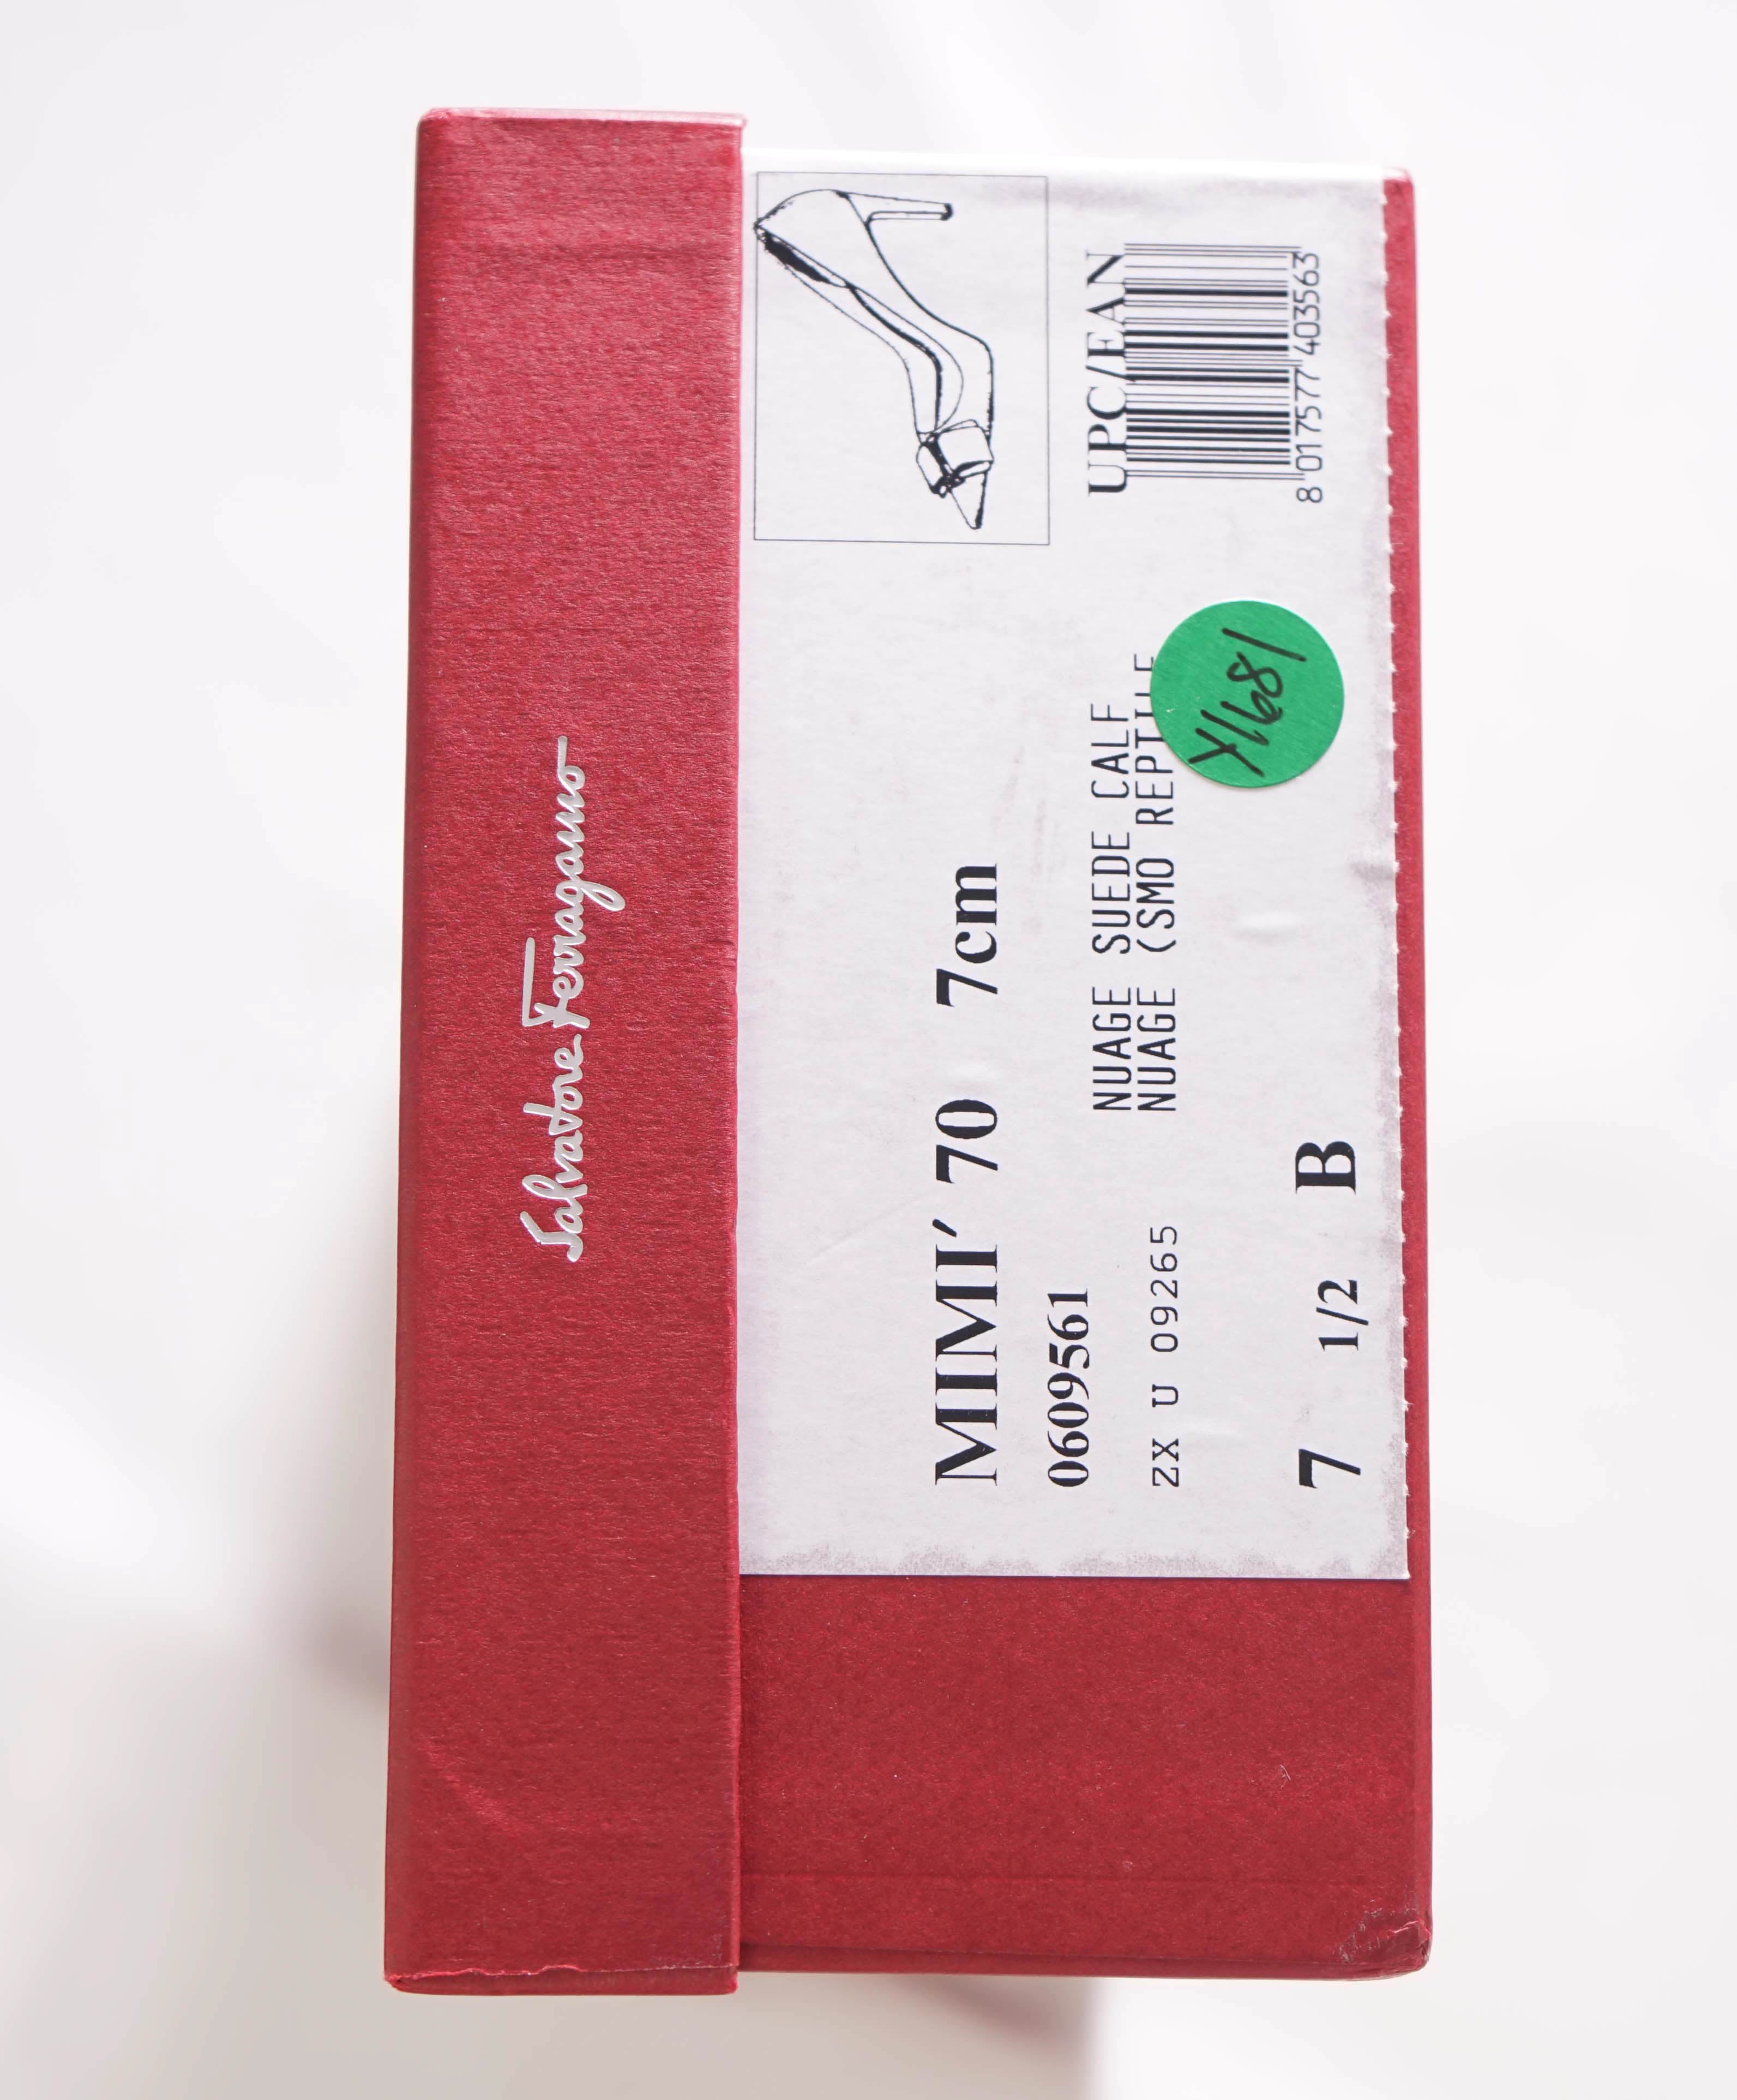 Salvatore Ferragamo
MIMI' 70 7cm
0609561
NUAGE SUEDE CALF
ZX U 09265 NUAGE (SMO REPTILE
7 1/2 B
UPC/EAN
8 017577 403563
Y1681